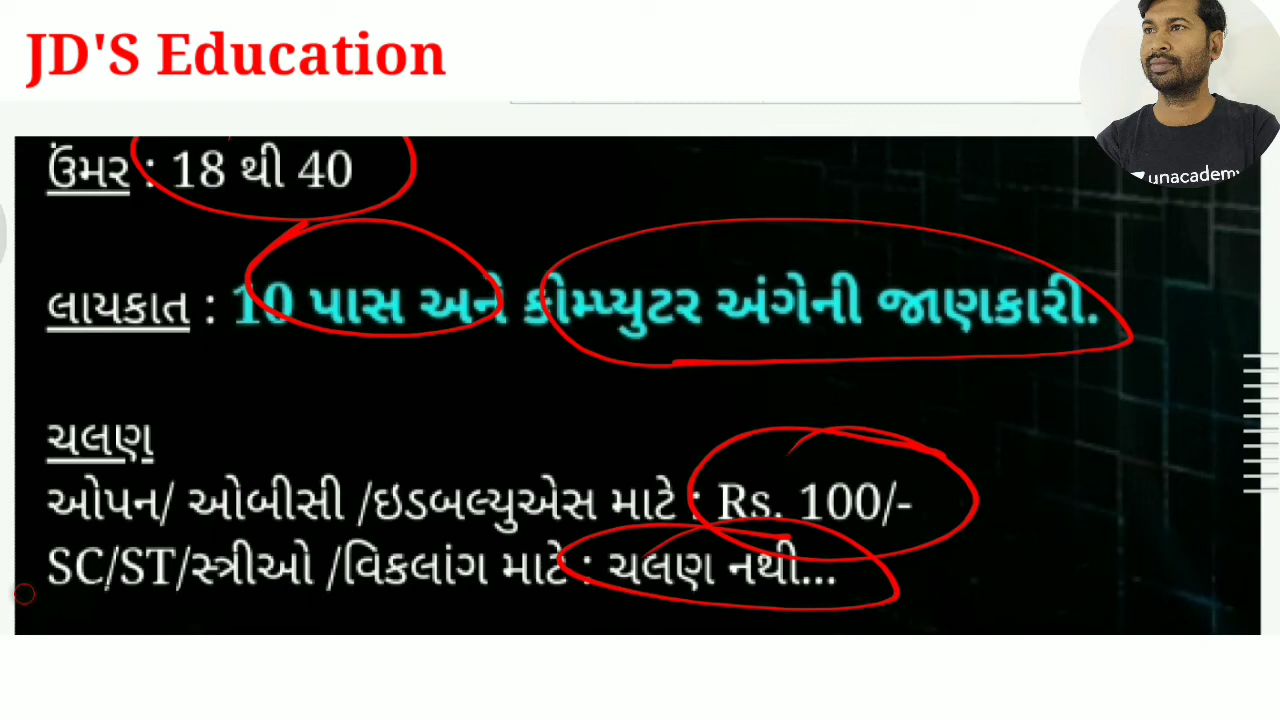 JD'S Education
unacademy
ઉંમર : 18 થી 40
લાયકાત : 10 પાસ અને કોમ્પ્યુટર અંગેની જાણકારી.
ચલણ
ઓપન/ ઓબીસી /ઇડબલ્યુએસ માટે : Rs. 100/-
SC/ST/સ્ત્રીઓ /વિકલાંગ માટે : ચલણ નથી...